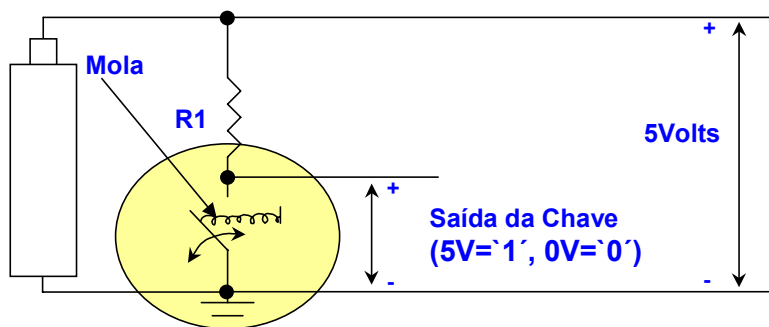 +
Mola
R1
5Volts
+
Saída da Chave
(5V=`1´, 0V=`0´)
-
-